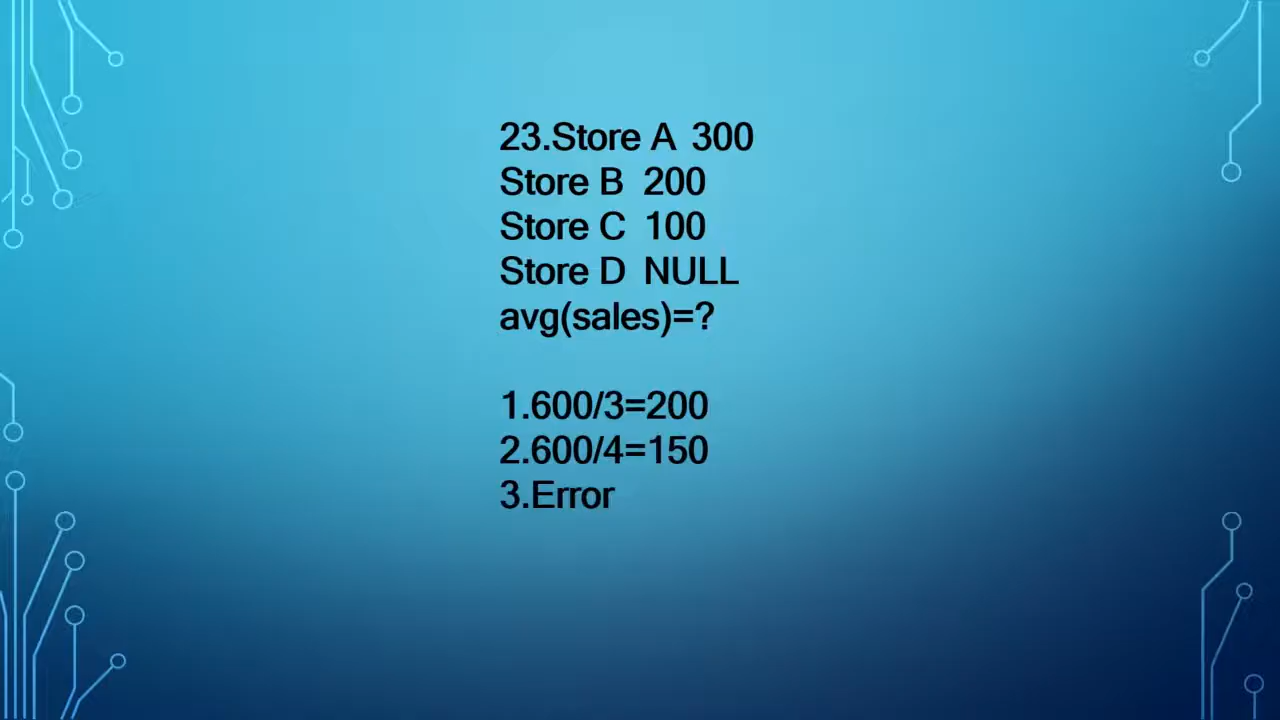 23.Store A 300
Store B 200
Store C 100
Store D NULL
avg(sales)=?
1.600/3=200
2.600/4=150
3.Error